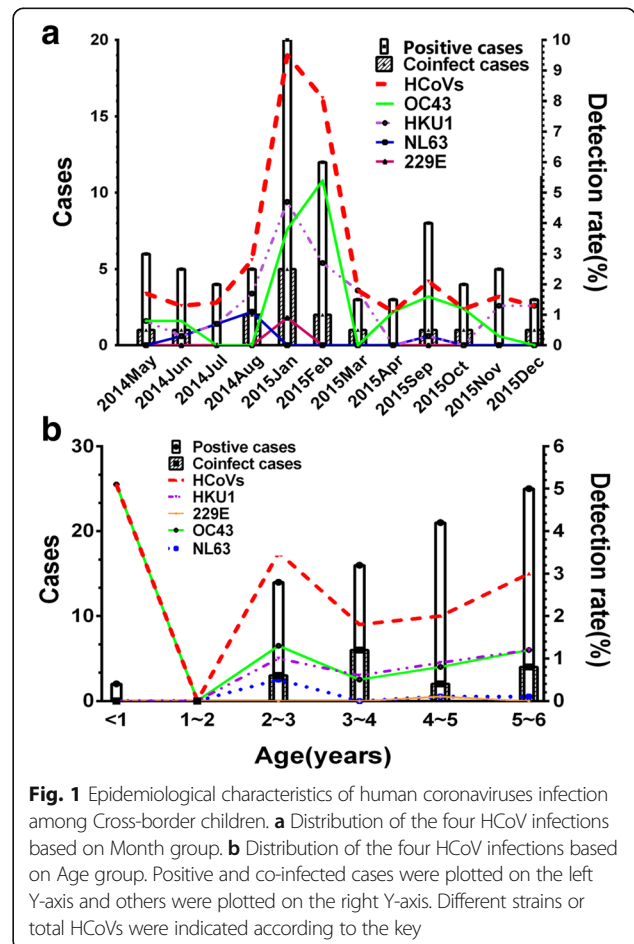 a
20
15
10
5
0
Cases
Positive cases
Coinfect cases
HCoVs
OC43
HKU1
NL63
229E
10
9
8
7
6
5
4
3
2
1
0
Detection rate(%)
2014May
2014Jun
2014Jul
2014Aug
2015Jan
2015Feb
2015Mar
2015Apr
2015Sep
2015Oct
2015Nov
2015Dec
b
30
20
10
0
Cases
Postive cases
Coinfect cases
HCoVs
HKU1
229E
OC43
NL63
6
5
4
3
2
1
0
Detection rate(%)
<1
1~2
2~3
3~4
4~5
5~6
Age(years)
Fig. 1 Epidemiological characteristics of human coronaviruses infection
among Cross-border children. a Distribution of the four HCoV infections
based on Month group. b Distribution of the four HCoV infections based
on Age group. Positive and co-infected cases were plotted on the left
Y-axis and others were plotted on the right Y-axis. Different strains or
total HCoVs were indicated according to the key